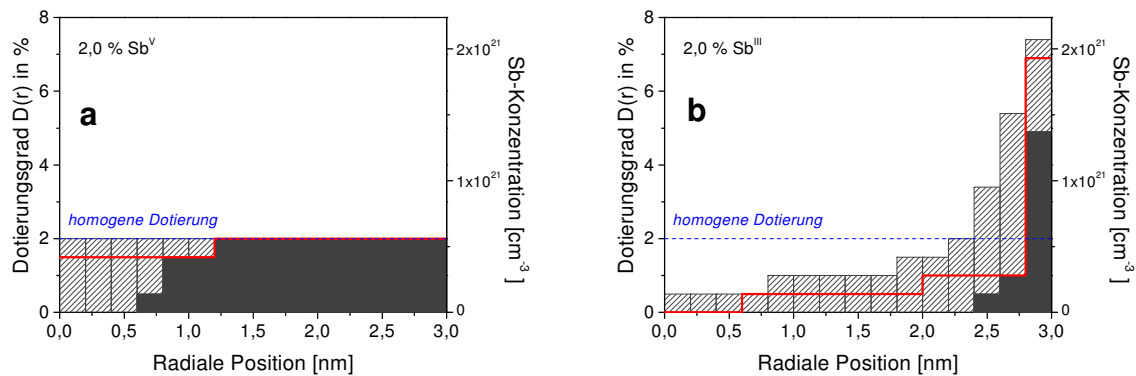 2,0 % Sb^V
a
homogene Dotierung
Dotierungsgrad D(r) in %
0
2
4
6
8
0,0 0,5 1,0 1,5 2,0 2,5 3,0
Radiale Position [nm]
0
1x10^21
2x10^21
Sb-Konzentration [cm^-3]
2,0 % Sb^III
b
homogene Dotierung
Dotierungsgrad D(r) in %
0
2
4
6
8
0,0 0,5 1,0 1,5 2,0 2,5 3,0
Radiale Position [nm]
0
1x10^21
2x10^21
Sb-Konzentration [cm^-3]